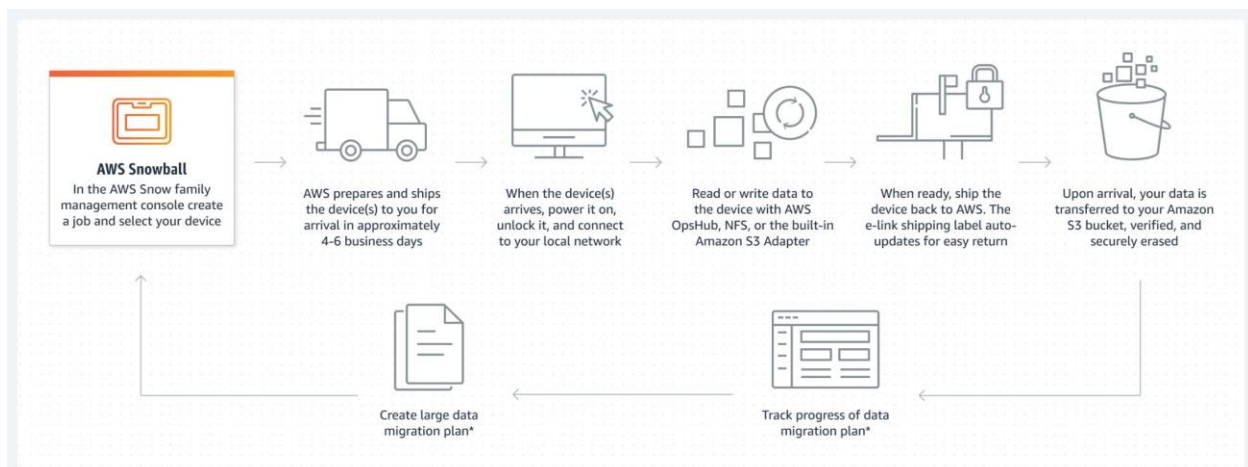 AWS Snowball
In the AWS Snow family
management console create
a job and select your device
AWS prepares and ships
the device(s) to you for
arrival in approximately
4-6 business days
When the device(s)
arrives, power it on,
unlock it, and connect
to your local network
Read or write data to
the device with AWS
OpsHub, NFS, or the built-in
Amazon S3 Adapter
When ready, ship the
device back to AWS. The
e-link shipping label auto-
updates for easy return
Upon arrival, your data is
transferred to your Amazon
S3 bucket, verified, and
securely erased
Create large data
migration plan*
Track progress of data
migration plan*